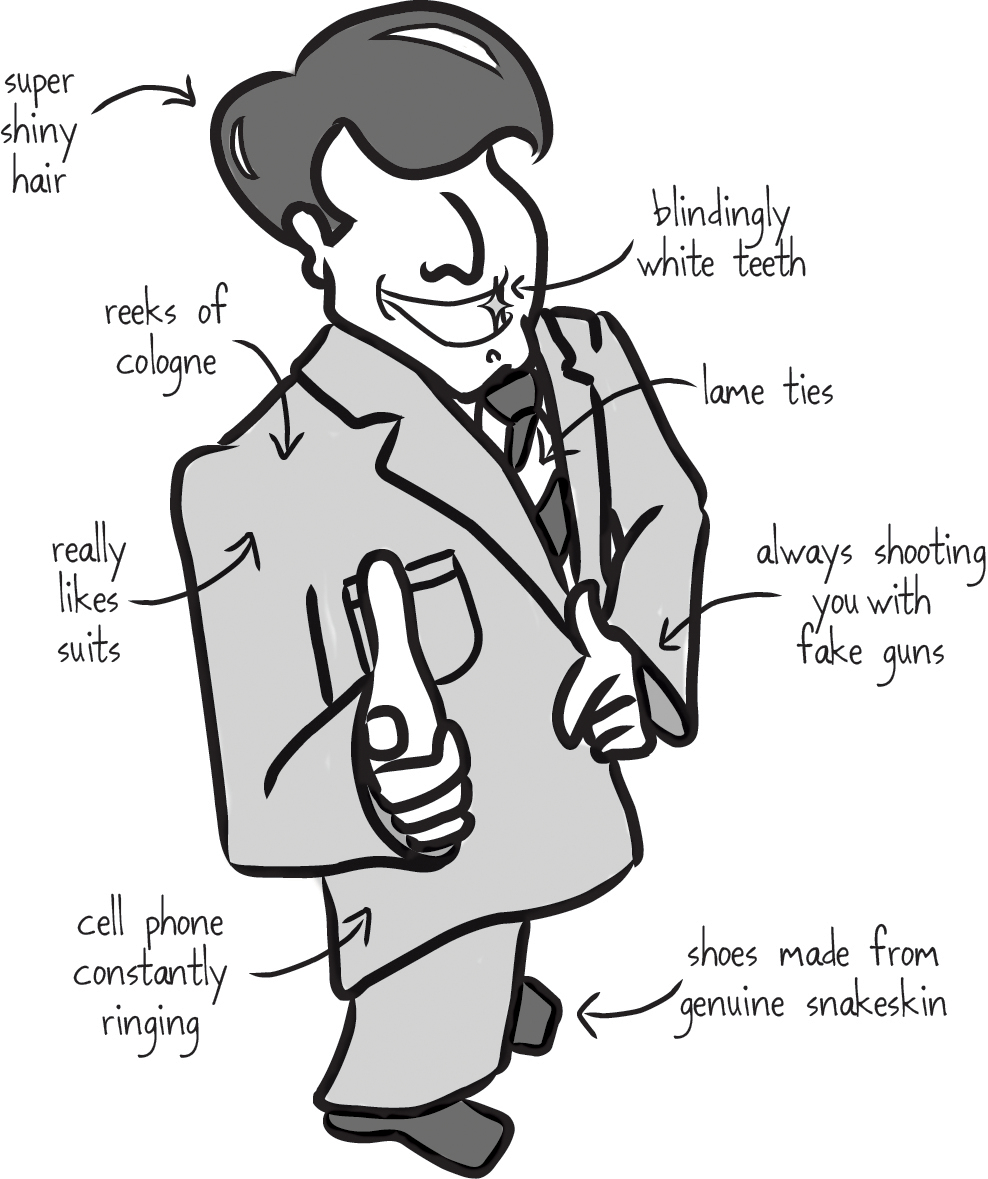 super
shiny
hair
blindingly
white teeth
reeks of
cologne
lame ties
really
likes
suits
always shooting
you with
fake guns
cell phone
constantly
ringing
shoes made from
genuine snakeskin